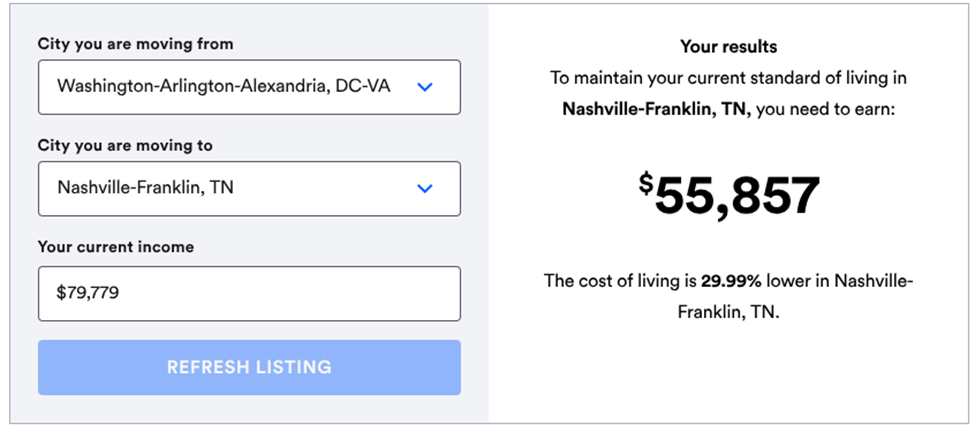 City you are moving from
Washington-Arlington-Alexandria, DC-VA
City you are moving to
Nashville-Franklin, TN
Your current income
$79,779
REFRESH LISTING
Your results
To maintain your current standard of living in
Nashville-Franklin, TN, you need to earn:
$55,857
The cost of living is 29.99% lower in Nashville-
Franklin, TN.